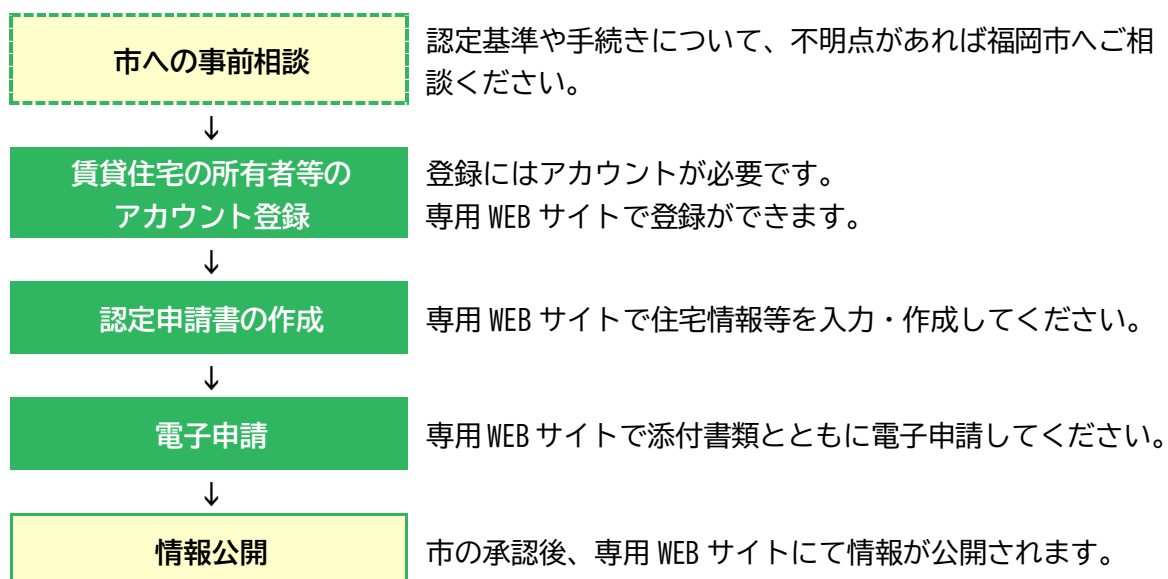 市への事前相談
認定基準や手続きについて、不明点があれば福岡市へご相
談ください。
↓
賃貸住宅の所有者等の
アカウント登録
登録にはアカウントが必要です。
専用 WEB サイトで登録ができます。
↓
認定申請書の作成
専用 WEB サイトで住宅情報等を入力・作成してください。
↓
電子申請
専用 WEB サイトで添付書類とともに電子申請してください。
↓
情報公開
市の承認後、専用 WEB サイトにて情報が公開されます。